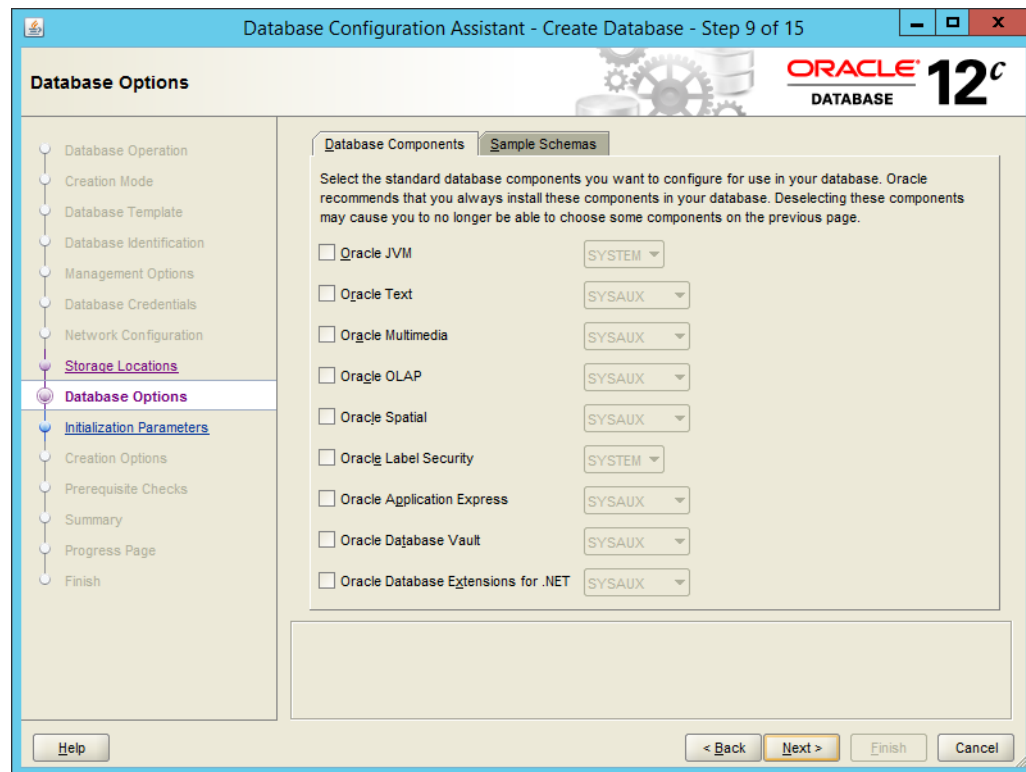 Database Configuration Assistant - Create Database - Step 9 of 15
Database Options
ORACLE
DATABASE
12c
Database Operation
Creation Mode
Database Template
Database Identification
Management Options
Database Credentials
Network Configuration
Storage Locations
Database Options
Initialization Parameters
Creation Options
Prerequisite Checks
Summary
Progress Page
Finish
Database Components
Sample Schemas
Select the standard database components you want to configure for use in your database. Oracle
recommends that you always install these components in your database. Deselecting these components
may cause you to no longer be able to choose some components on the previous page.
Oracle JVM SYSTEM
Oracle Text SYSAUX
Oracle Multimedia SYSAUX
Oracle OLAP SYSAUX
Oracle Spatial SYSAUX
Oracle Label Security SYSTEM
Oracle Application Express SYSAUX
Oracle Database Vault SYSAUX
Oracle Database Extensions for .NET SYSAUX
Help
< Back
Next >
Finish
Cancel